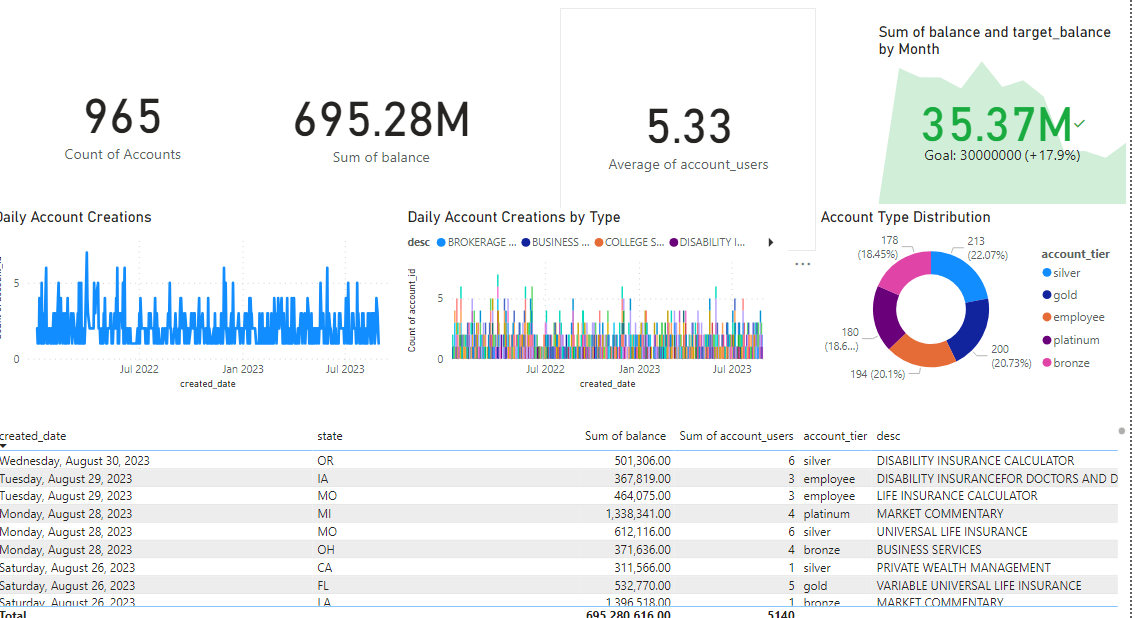 Sum of balance and target_balance
by Month
965
Count of Accounts
695.28M
Sum of balance
5.33
Average of account_users
35.37M
Goal: 30000000 (+17.9%)
Daily Account Creations
5
0
Jul 2022
Jan 2023
Jul 2023
created_date
Daily Account Creations by Type
desc
BROKERAGE ...
BUSINESS ...
COLLEGE S...
DISABILITY I...
Count of account_id
5
0
Jul 2022
Jan 2023
Jul 2023
created_date
Account Type Distribution
178
(18.45%)
213
(22.07%)
180
(18.6...)
194 (20.1%)
200
(20.73%)
account_tier
silver
gold
employee
platinum
bronze
created_date state Sum of balance Sum of account_users account_tier desc
Wednesday, August 30, 2023 OR 501,306.00 6 silver DISABILITY INSURANCE CALCULATOR
Tuesday, August 29, 2023 IA 367,819.00 3 employee DISABILITY INSURANCEFOR DOCTORS AND D
Tuesday, August 29, 2023 MO 464,075.00 3 employee LIFE INSURANCE CALCULATOR
Monday, August 28, 2023 MI 1,338,341.00 4 platinum MARKET COMMENTARY
Monday, August 28, 2023 MO 612,116.00 6 silver UNIVERSAL LIFE INSURANCE
Monday, August 28, 2023 OH 371,636.00 4 bronze BUSINESS SERVICES
Saturday, August 26, 2023 CA 311,566.00 1 silver PRIVATE WEALTH MANAGEMENT
Saturday, August 26, 2023 FL 532,770.00 5 gold VARIABLE UNIVERSAL LIFE INSURANCE
Saturday, August 26, 2023 LA 1,396,518.00 1 bronze MARKET COMMENTARY
Total 695,280,616.00 5140